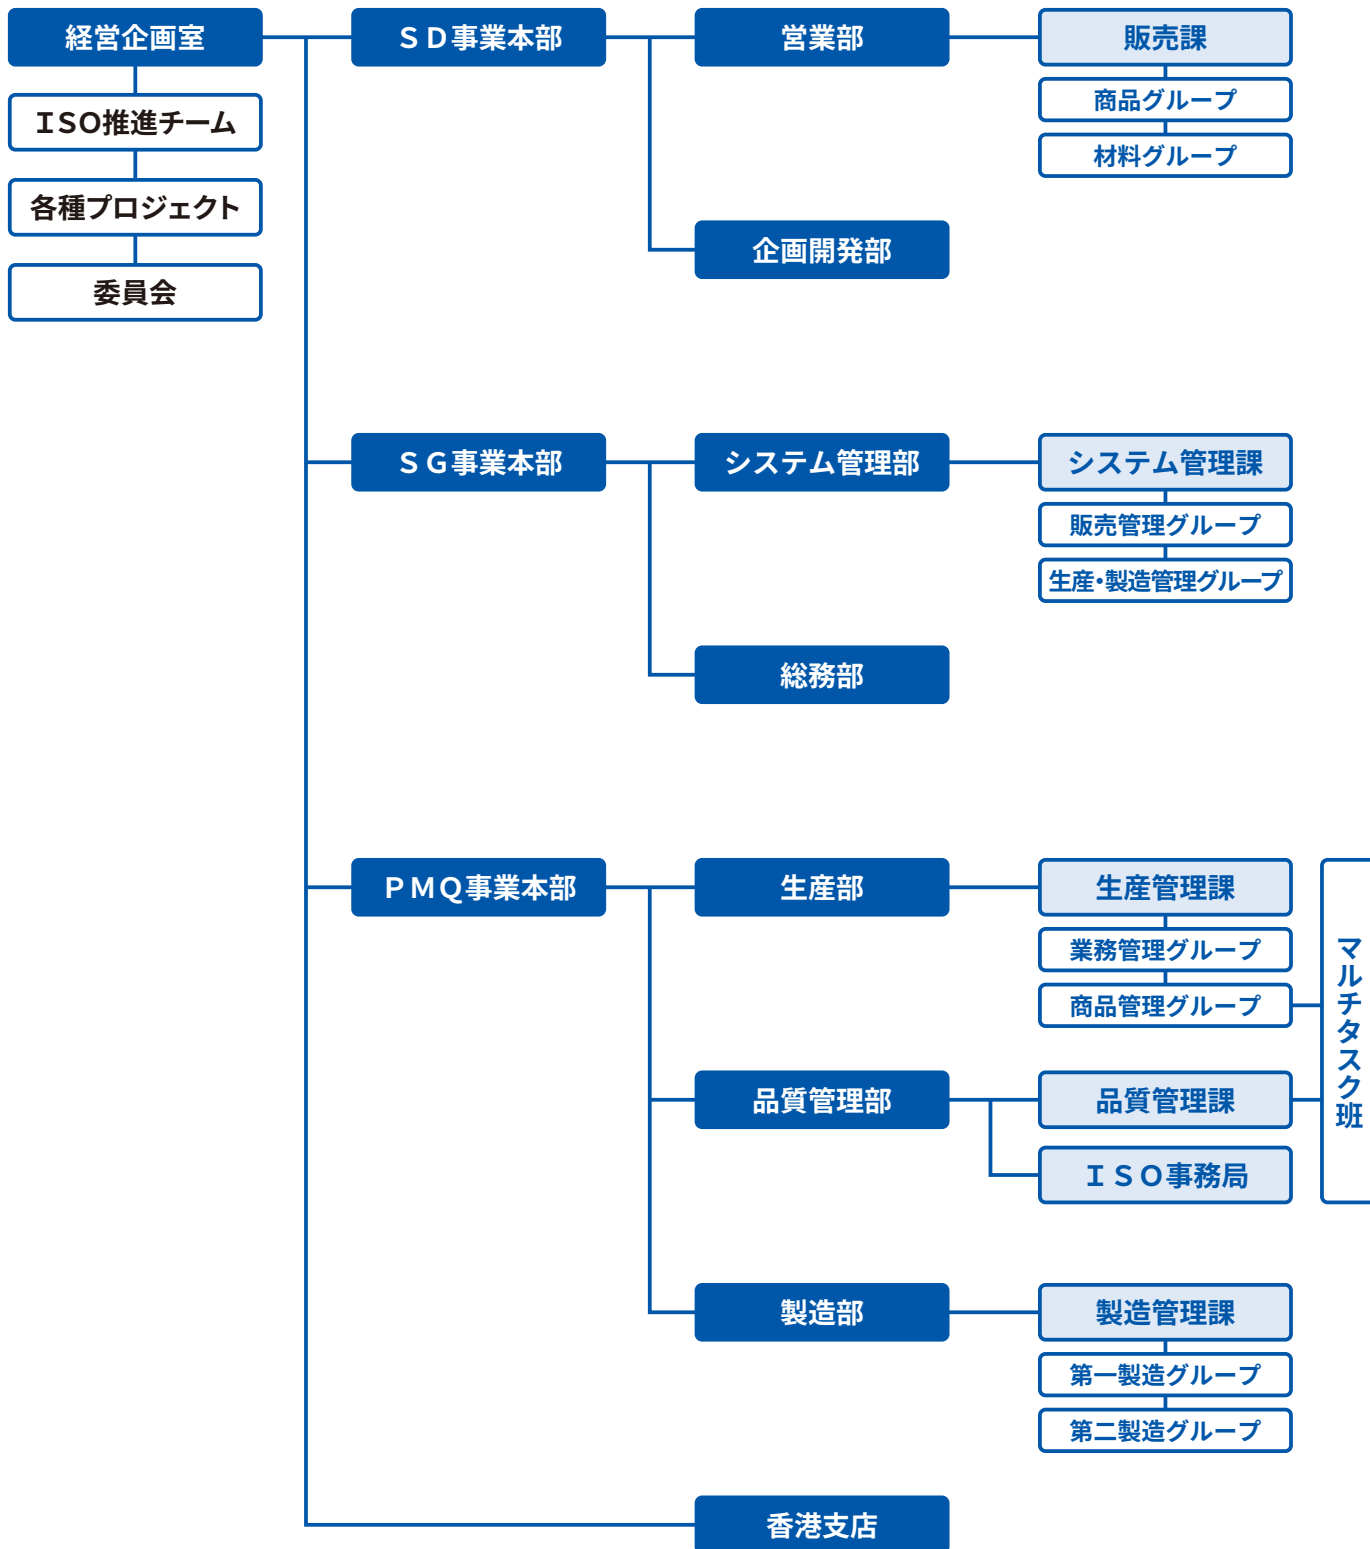 経営企画室
ISO推進チーム
各種プロジェクト
委員会
ＳＤ事業本部
営業部
販売課
商品グループ
材料グループ
企画開発部
ＳＧ事業本部
システム管理部
システム管理課
販売管理グループ
生産・製造管理グループ
総務部
ＰＭＱ事業本部
生産部
生産管理課
業務管理グループ
商品管理グループ
マルチタスク班
品質管理部
品質管理課
ＩＳＯ事務局
製造部
製造管理課
第一製造グループ
第二製造グループ
香港支店